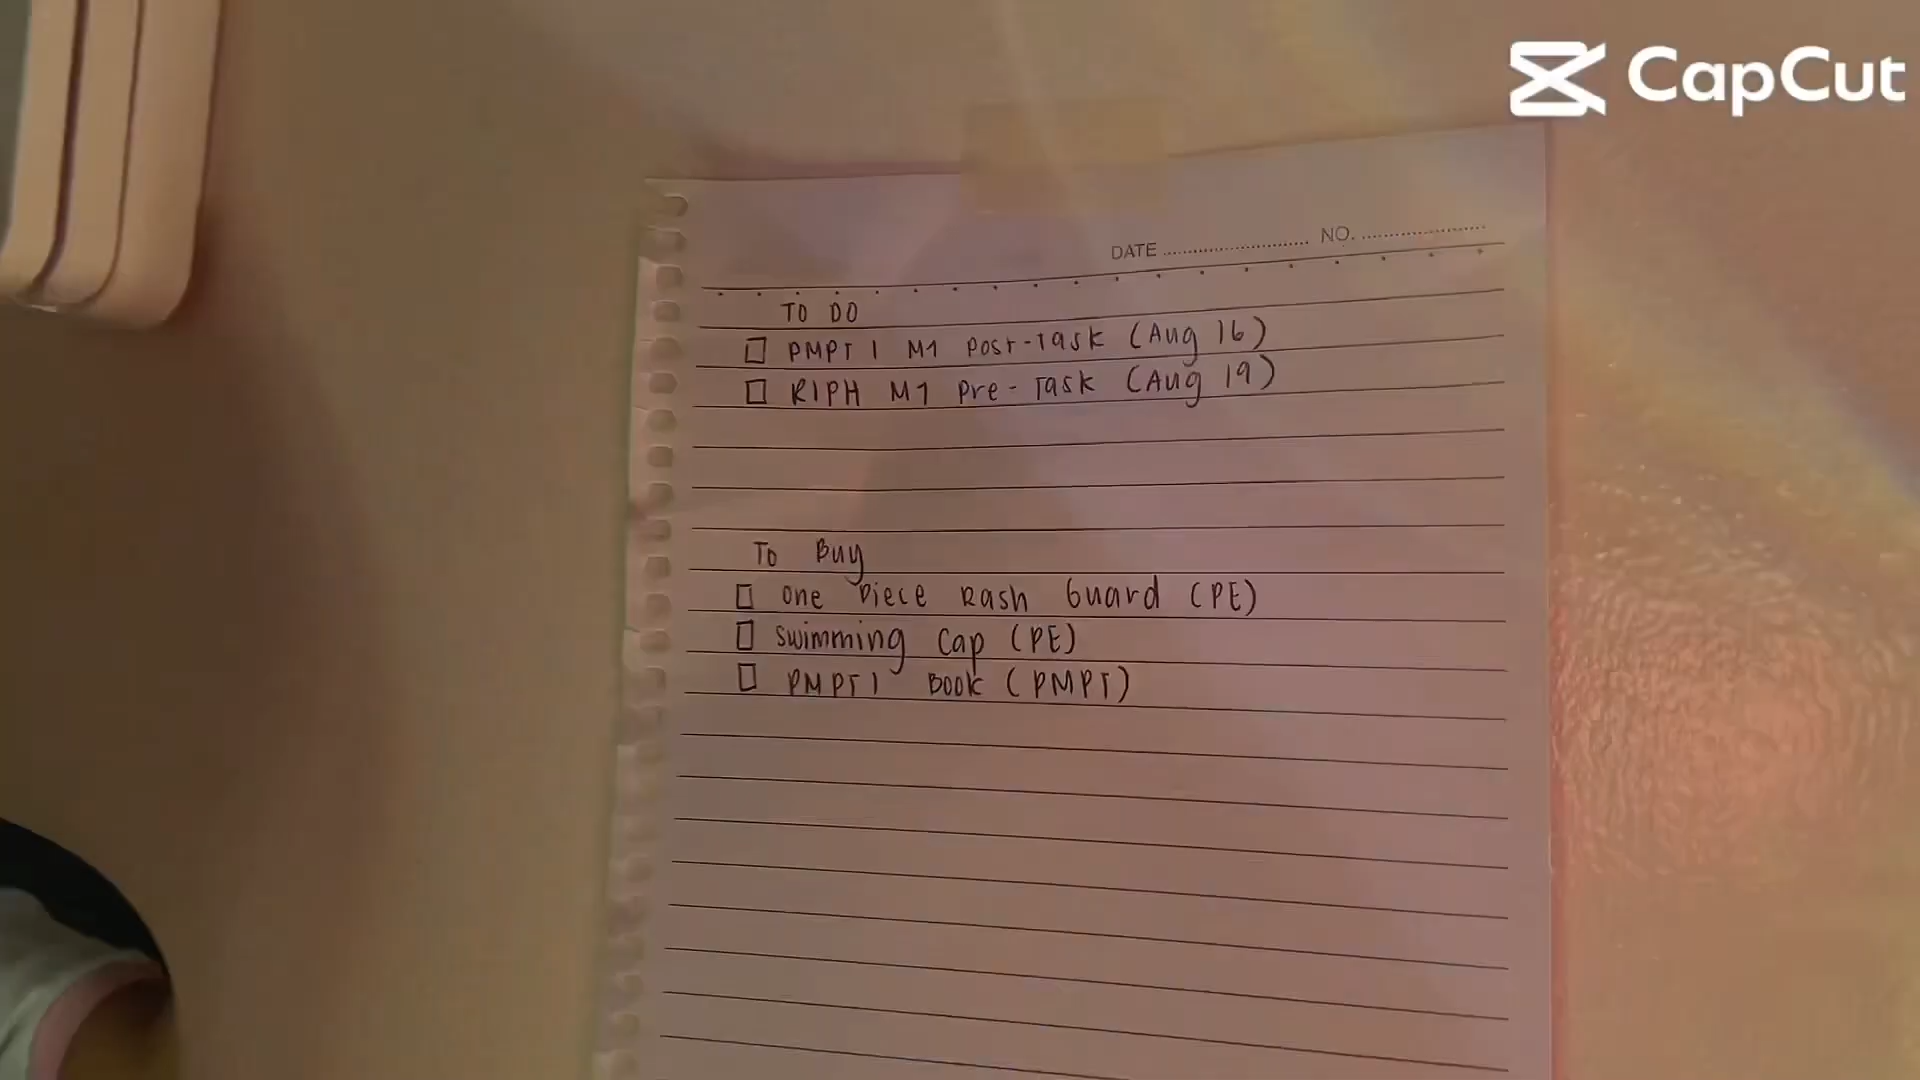 CapCut
DATE ........................ NO. ....................
TO DO
☐ PMPT 1 M1 Post-Task (Aug 16)
☐ RIPH M1 Pre-Task (Aug 19)
To Buy
☐ One Piece Rash Guard (PE)
☐ Swimming Cap (PE)
☐ PMPT1 Book (PMPT)